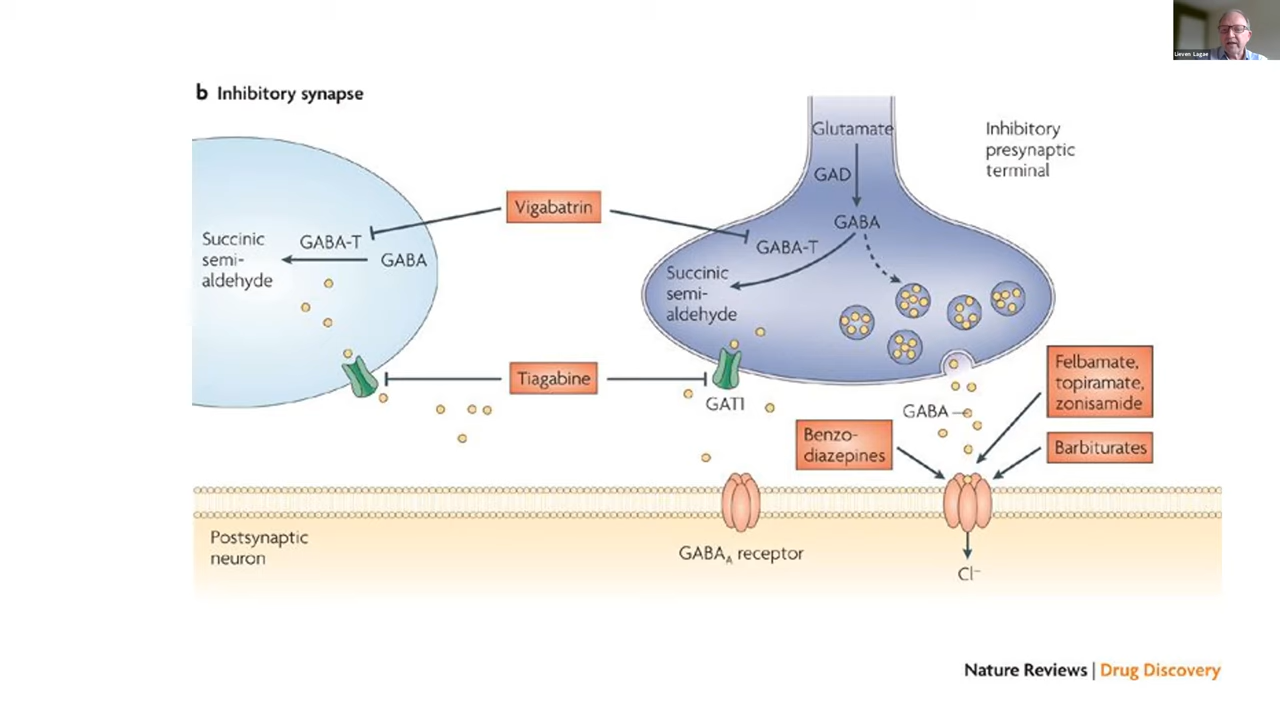 Lieven Lagae
b Inhibitory synapse
Glutamate
GAD
GABA
Inhibitory
presynaptic
terminal
Vigabatrin
GABA-T
GABA
Succinic
semi-
aldehyde
GABA-T
Succinic
semi-
aldehyde
Tiagabine
GAT1
GABA
Felbamate,
topiramate,
zonisamide
Benzo-
diazepines
Barbiturates
Postsynaptic
neuron
GABAA receptor
Cl−
Nature Reviews | Drug Discovery